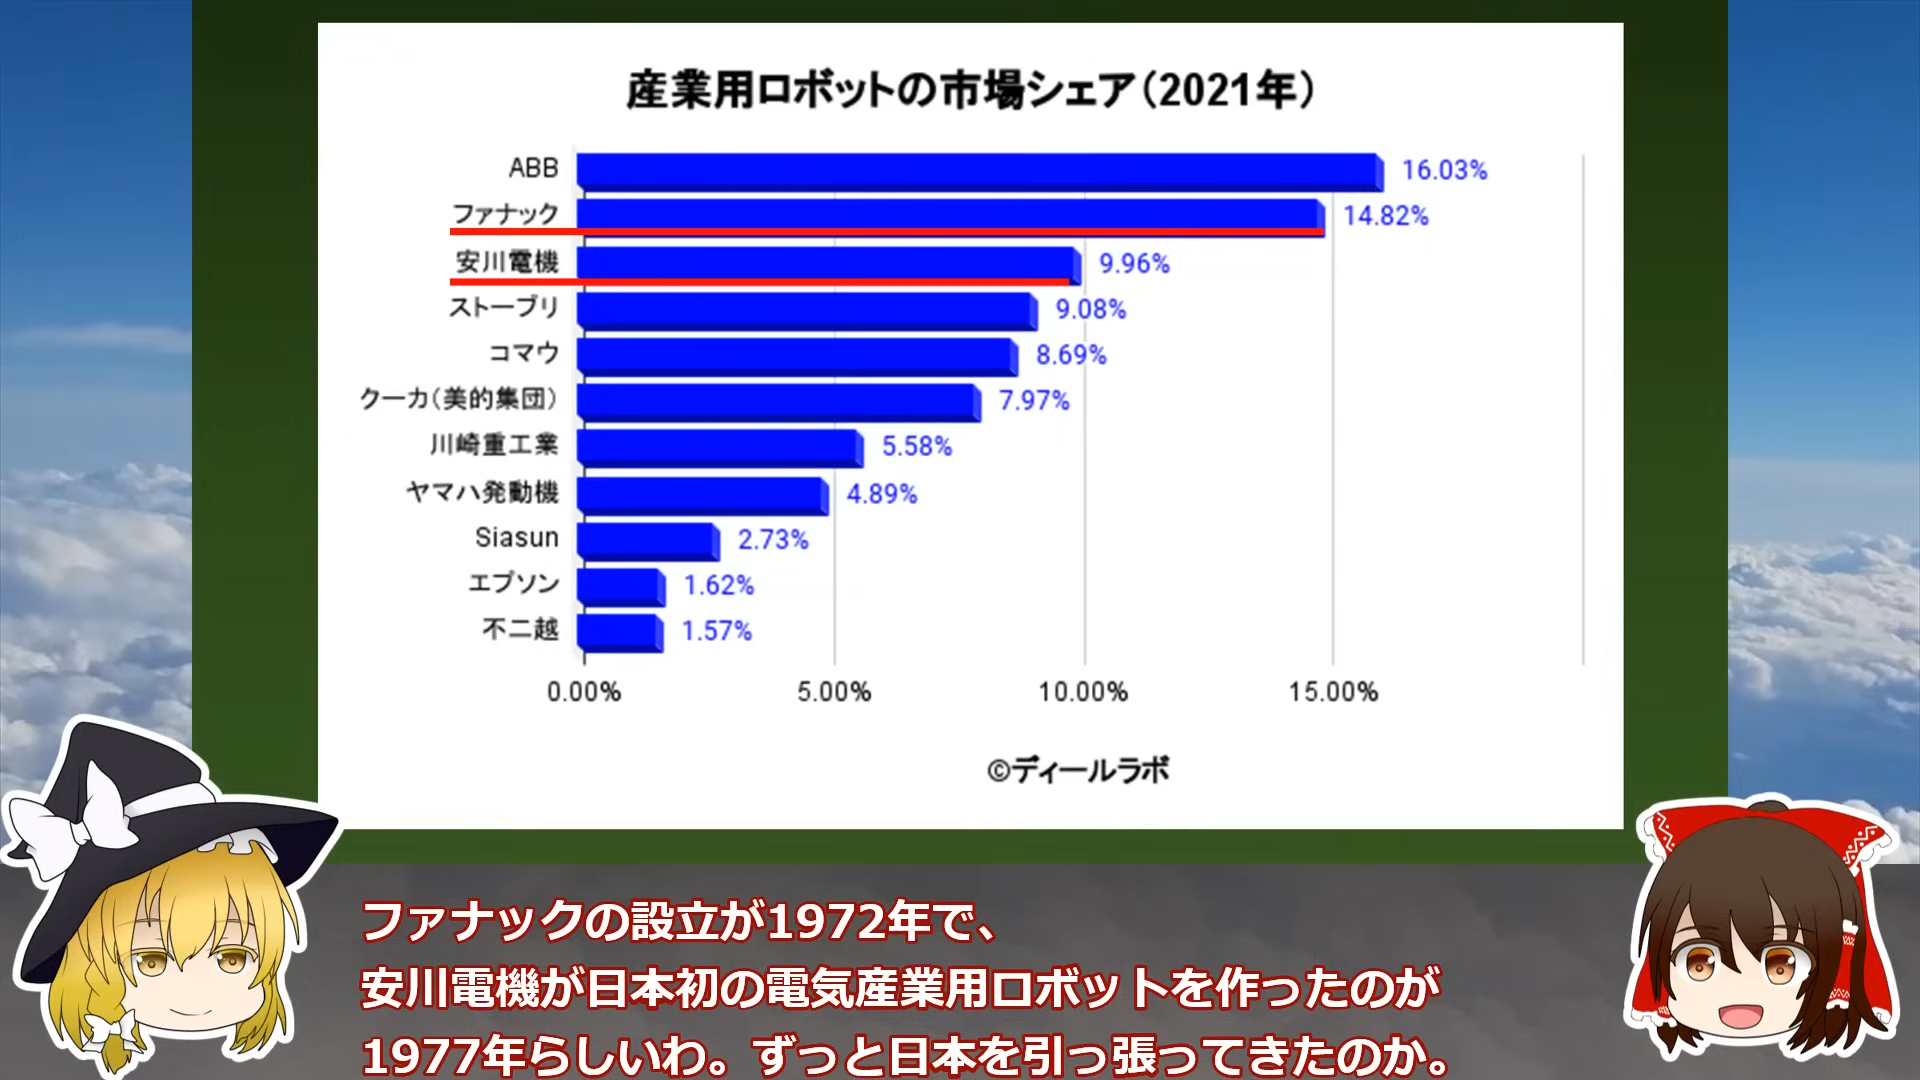 産業用ロボットの市場シェア（2021年）
ABB 16.03%
ファナック 14.82%
安川電機 9.96%
ストーブリ 9.08%
コマウ 8.69%
クーカ（美的集団） 7.97%
川崎重工業 5.58%
ヤマハ発動機 4.89%
Siasun 2.73%
エプソン 1.62%
不二越 1.57%
0.00% 5.00% 10.00% 15.00%
©ディールラボ
ファナックの設立が1972年で、
安川電機が日本初の電気産業用ロボットを作ったのが
1977年らしいわ。ずっと日本を引っ張ってきたのか。